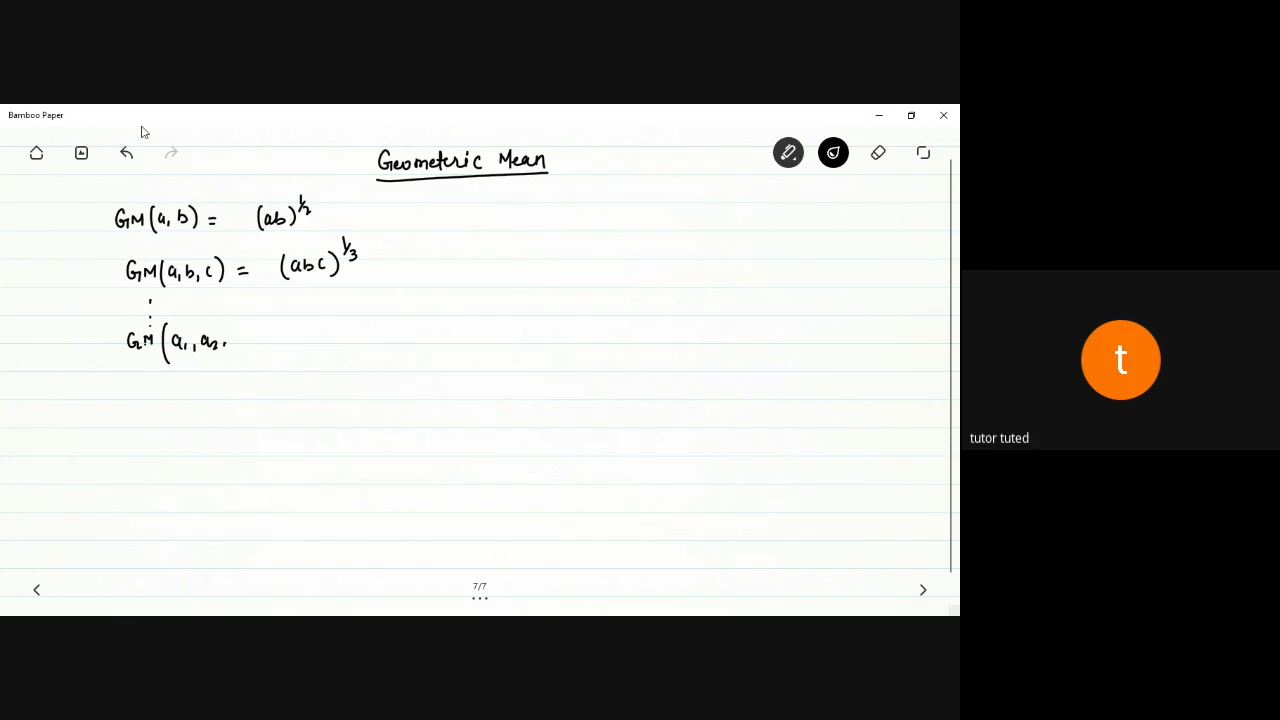 Bamboo Paper
Geometric Mean
GM(a, b) = (ab)^1/2
GM(a, b, c) = (abc)^1/3
⋮
GM(a₁, a₂,
t
tutor tuted
7/7